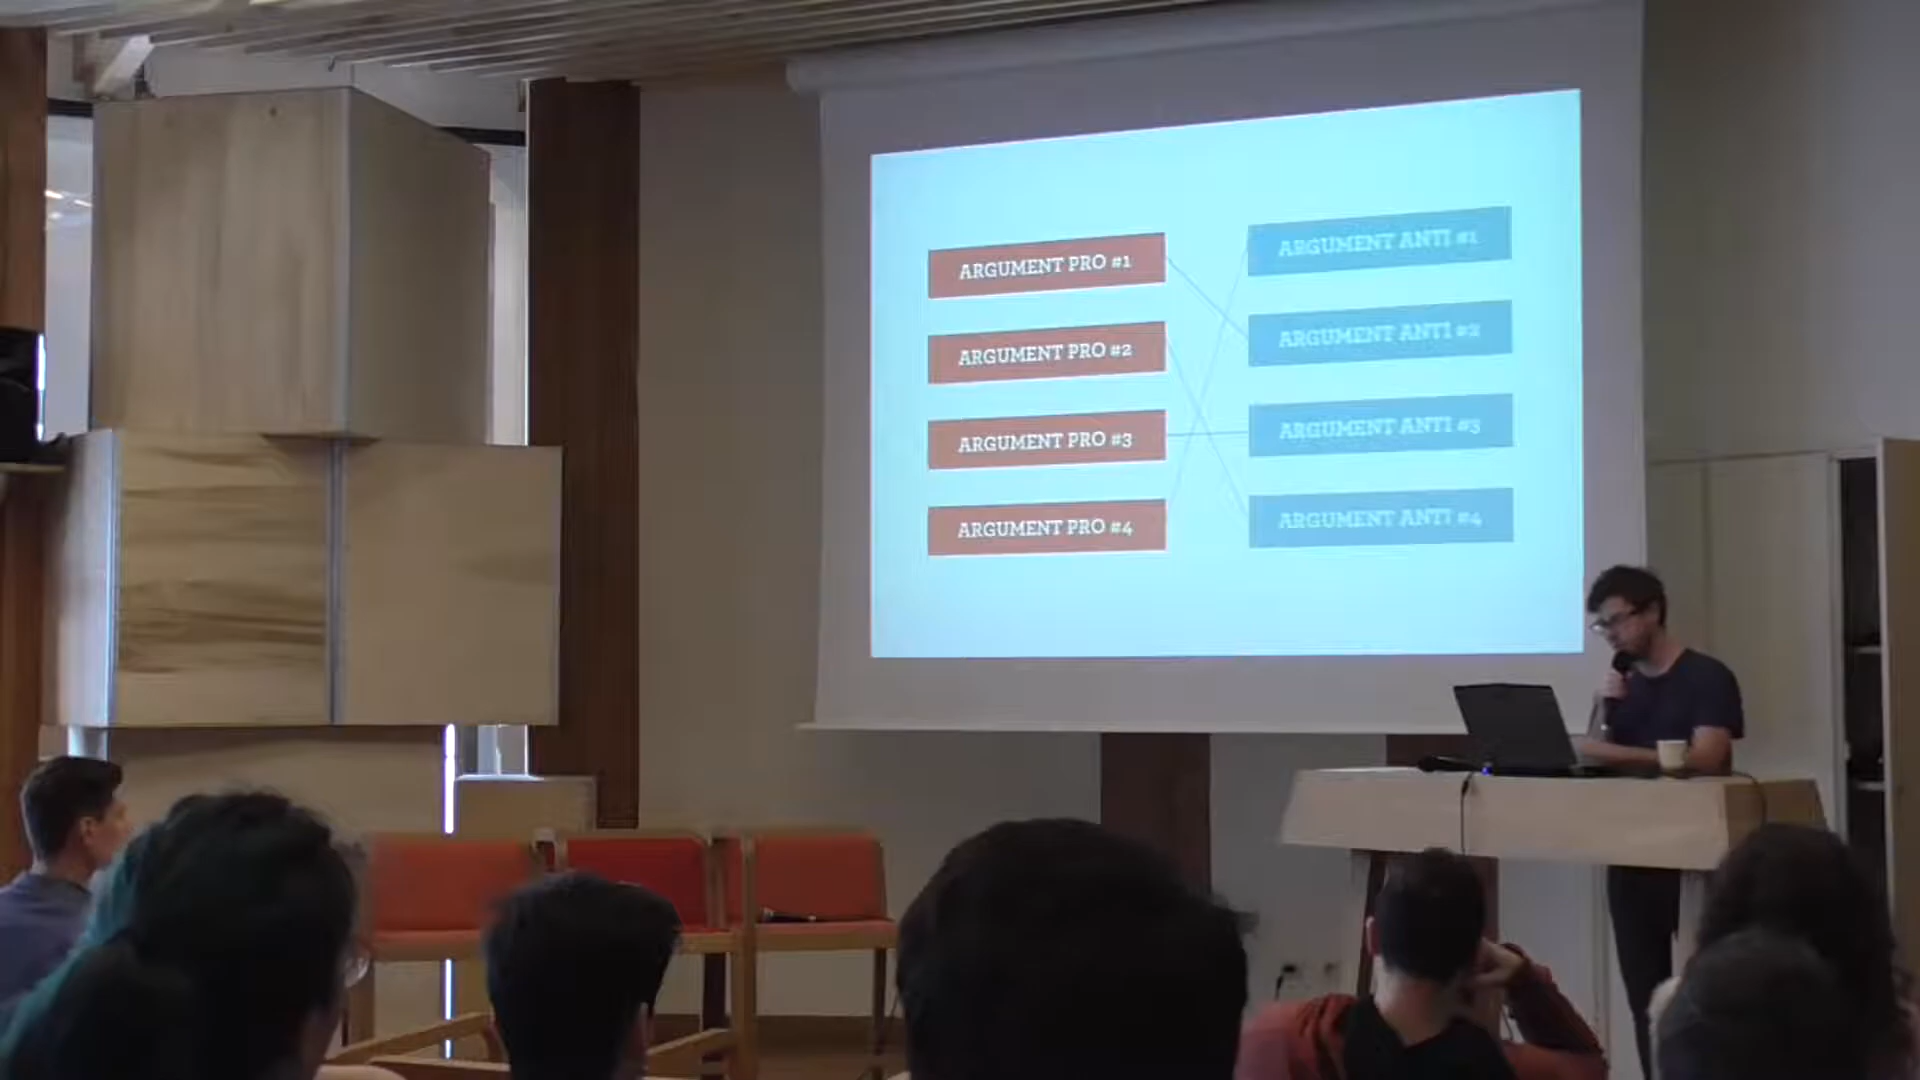 ARGUMENT PRO #1
ARGUMENT PRO #2
ARGUMENT PRO #3
ARGUMENT PRO #4
ARGUMENT ANTI #1
ARGUMENT ANTI #2
ARGUMENT ANTI #3
ARGUMENT ANTI #4